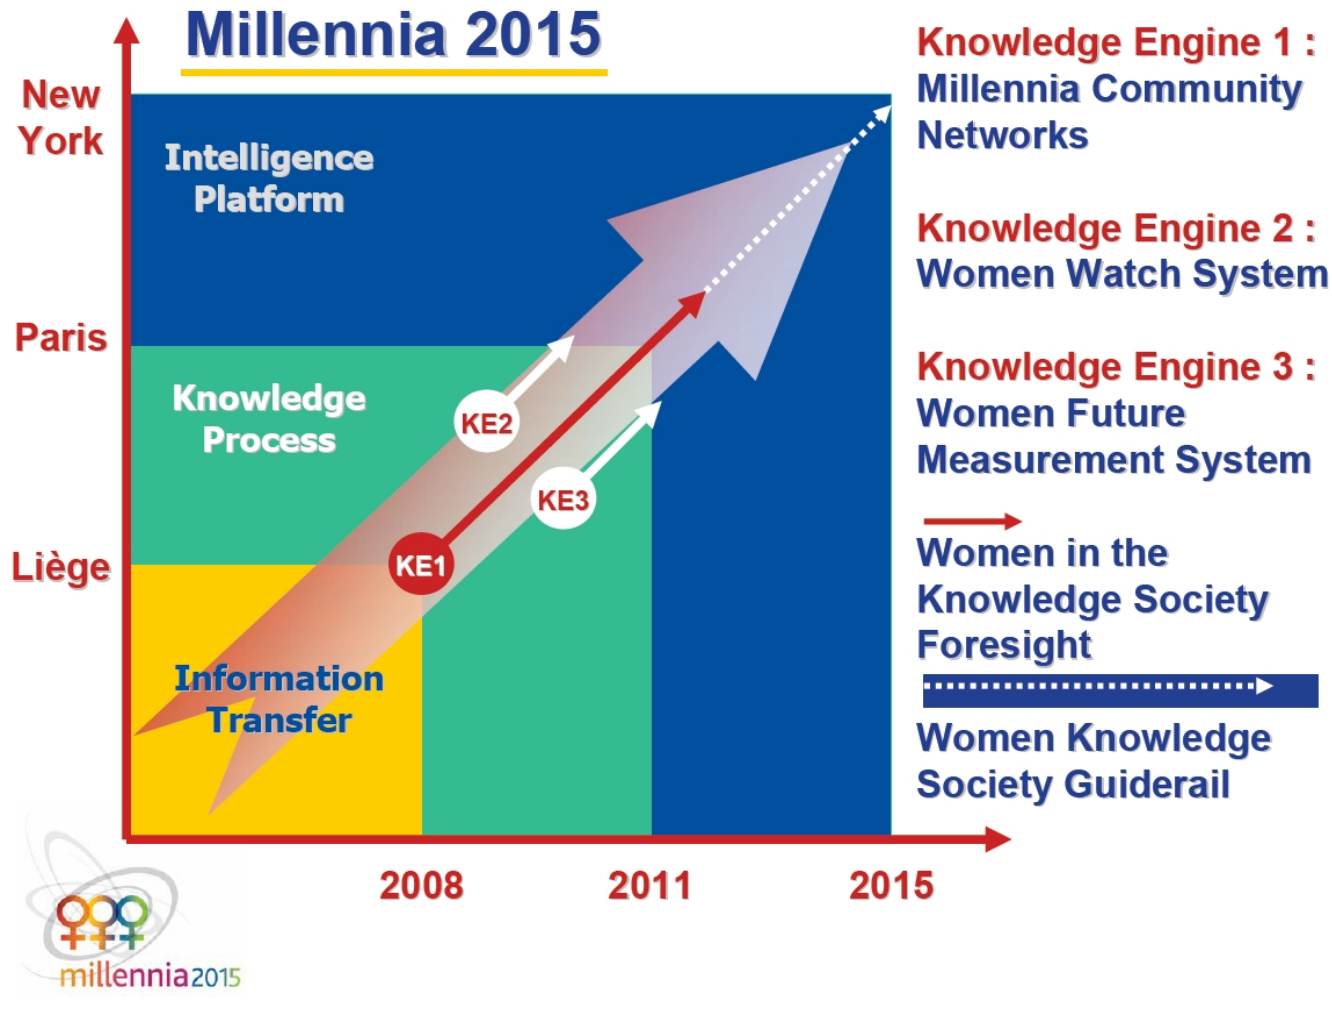 Millennia 2015
New
York
Paris
Liège
Intelligence
Platform
Knowledge
Process
Information
Transfer
KE2
KE3
KE1
2008
2011
2015
Knowledge Engine 1 :
Millennia Community
Networks
Knowledge Engine 2 :
Women Watch System
Knowledge Engine 3 :
Women Future
Measurement System
Women in the
Knowledge Society
Foresight
Women Knowledge
Society Guiderail
millennia2015